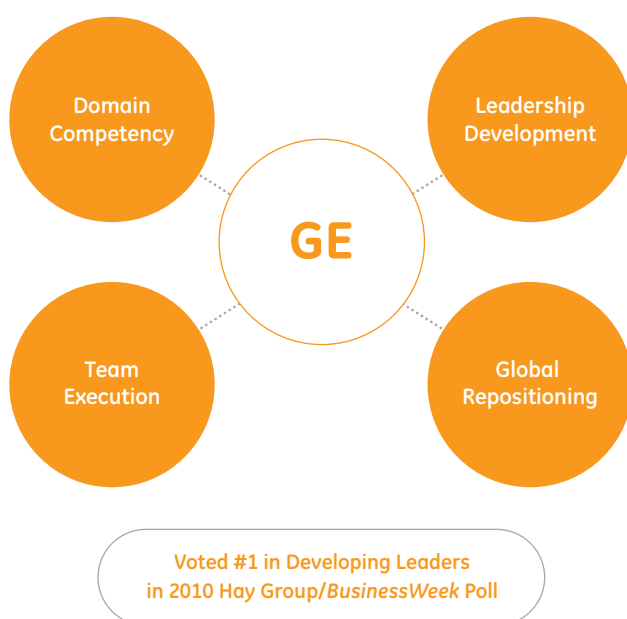 Domain
Competency
Leadership
Development
GE
Team
Execution
Global
Repositioning
Voted #1 in Developing Leaders
in 2010 Hay Group/BusinessWeek Poll